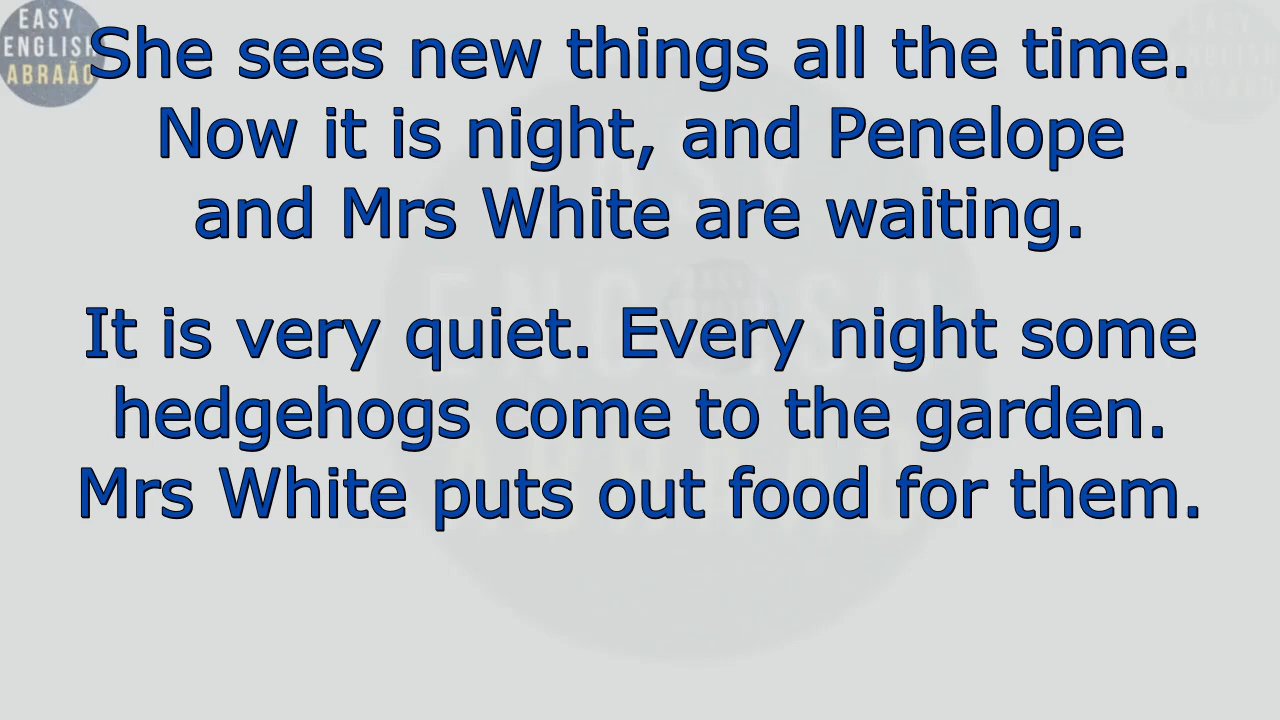 EASY
ENGLISH
ABRAÃO
She sees new things all the time.
Now it is night, and Penelope
and Mrs White are waiting.
It is very quiet. Every night some
hedgehogs come to the garden.
Mrs White puts out food for them.